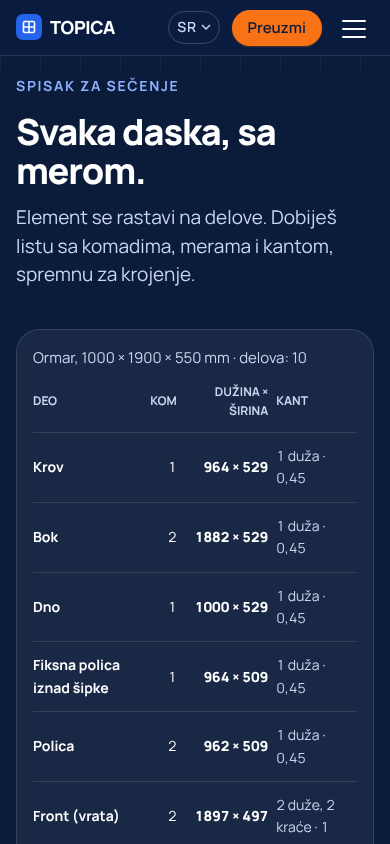 TOPICA
SR
Preuzmi
SPISAK ZA SEČENJE
Svaka daska, sa
merom.
Element se rastavi na delove. Dobiješ
listu sa komadima, merama i kantom,
spremnu za krojenje.
Ormar, 1000 × 1900 × 550 mm · delova: 10
DEO KOM DUŽINA × ŠIRINA KANT
Krov 1 964 × 529 1 duža · 0,45
Bok 2 1882 × 529 1 duža · 0,45
Dno 1 1000 × 529 1 duža · 0,45
Fiksna polica iznad šipke 1 964 × 509 1 duža · 0,45
Polica 2 962 × 509 1 duža · 0,45
Front (vrata) 2 1897 × 497 2 duže, 2 kraće · 1